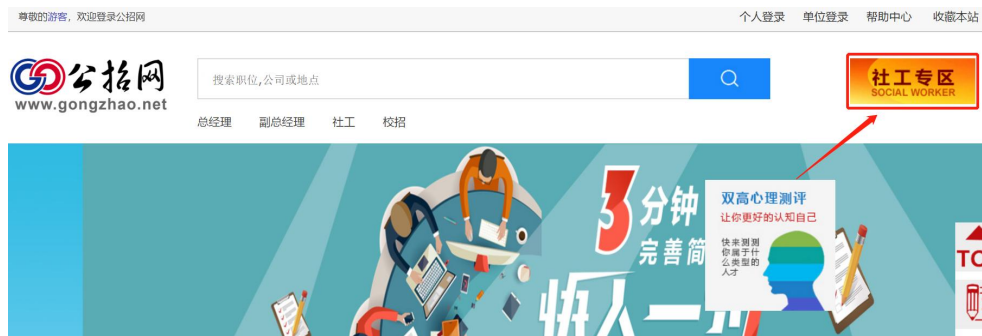 尊敬的游客，欢迎登录公招网
个人登录 单位登录 帮助中心 收藏本站
公招网
www.gongzhao.net
搜索职位,公司或地点
社工专区
SOCIAL WORKER
总经理 副总经理 社工 校招
3分钟
完善简
快人一
双高心理测评
让你更好的认知自己
快来测测
你属于什
么类型的
人才